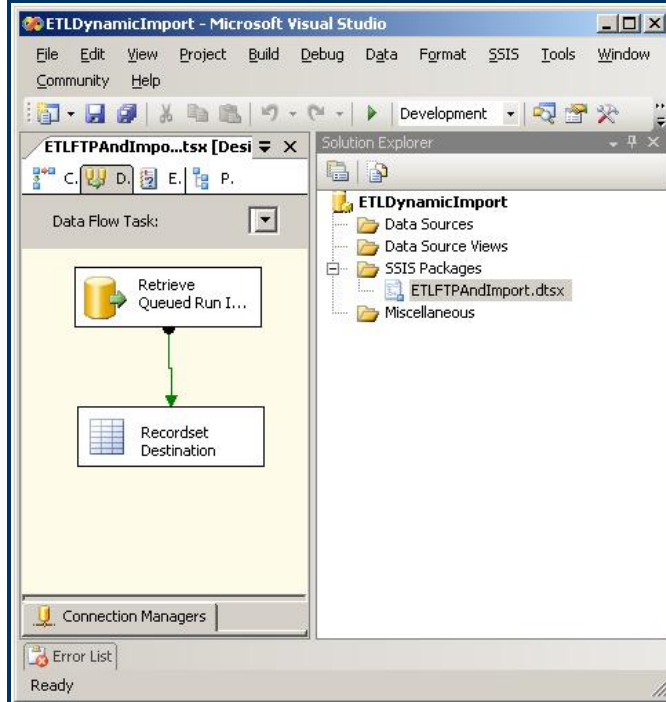 ETLDynamicImport - Microsoft Visual Studio
File Edit View Project Build Debug Data Format SSIS Tools Window
Community Help
Development
ETLFTPAndImpo...tsx [Desi
C. D. E. P.
Data Flow Task:
Retrieve
Queued Run I...
Recordset
Destination
Connection Managers
Solution Explorer
ETLDynamicImport
Data Sources
Data Source Views
SSIS Packages
ETLFTPAndImport.dtsx
Miscellaneous
Error List
Ready